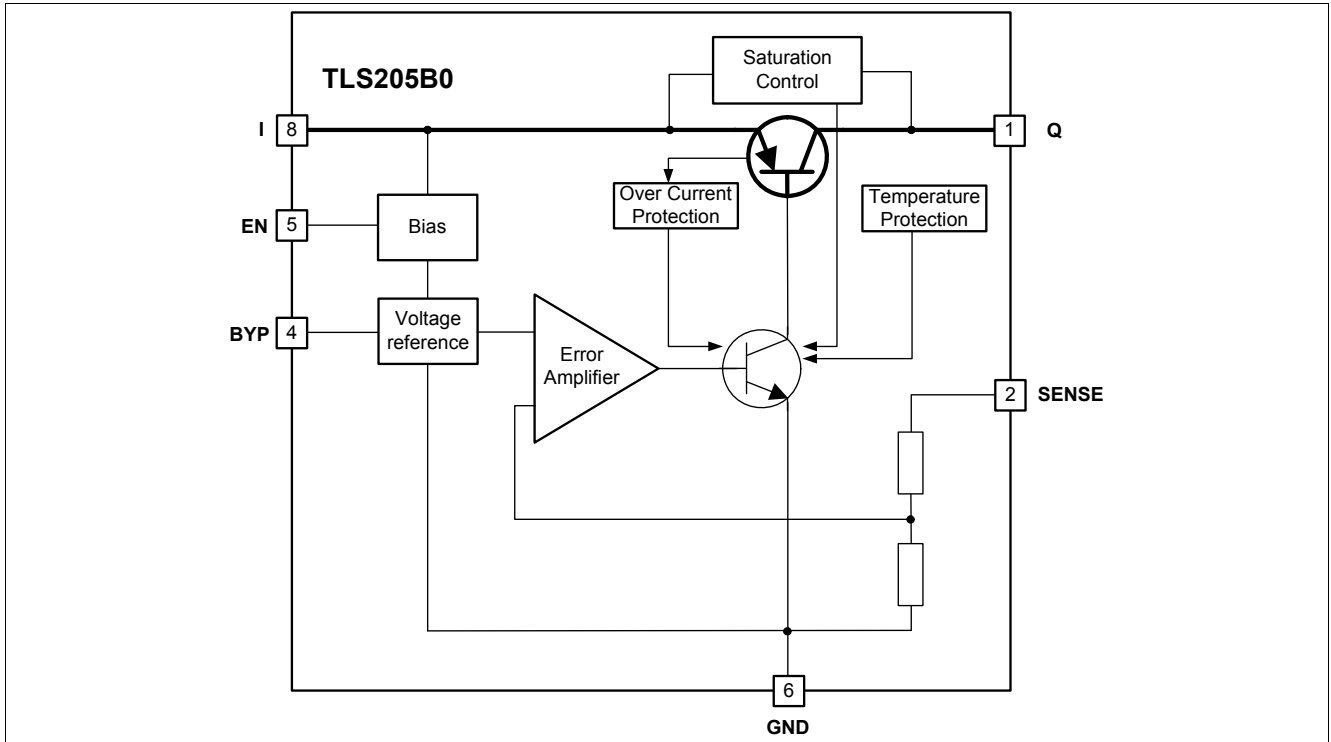 Saturation
Control
TLS205B0
I
8
1
Q
Over Current
Protection
Temperature
Protection
EN
5
Bias
BYP
4
Voltage
reference
Error
Amplifier
2
SENSE
6
GND